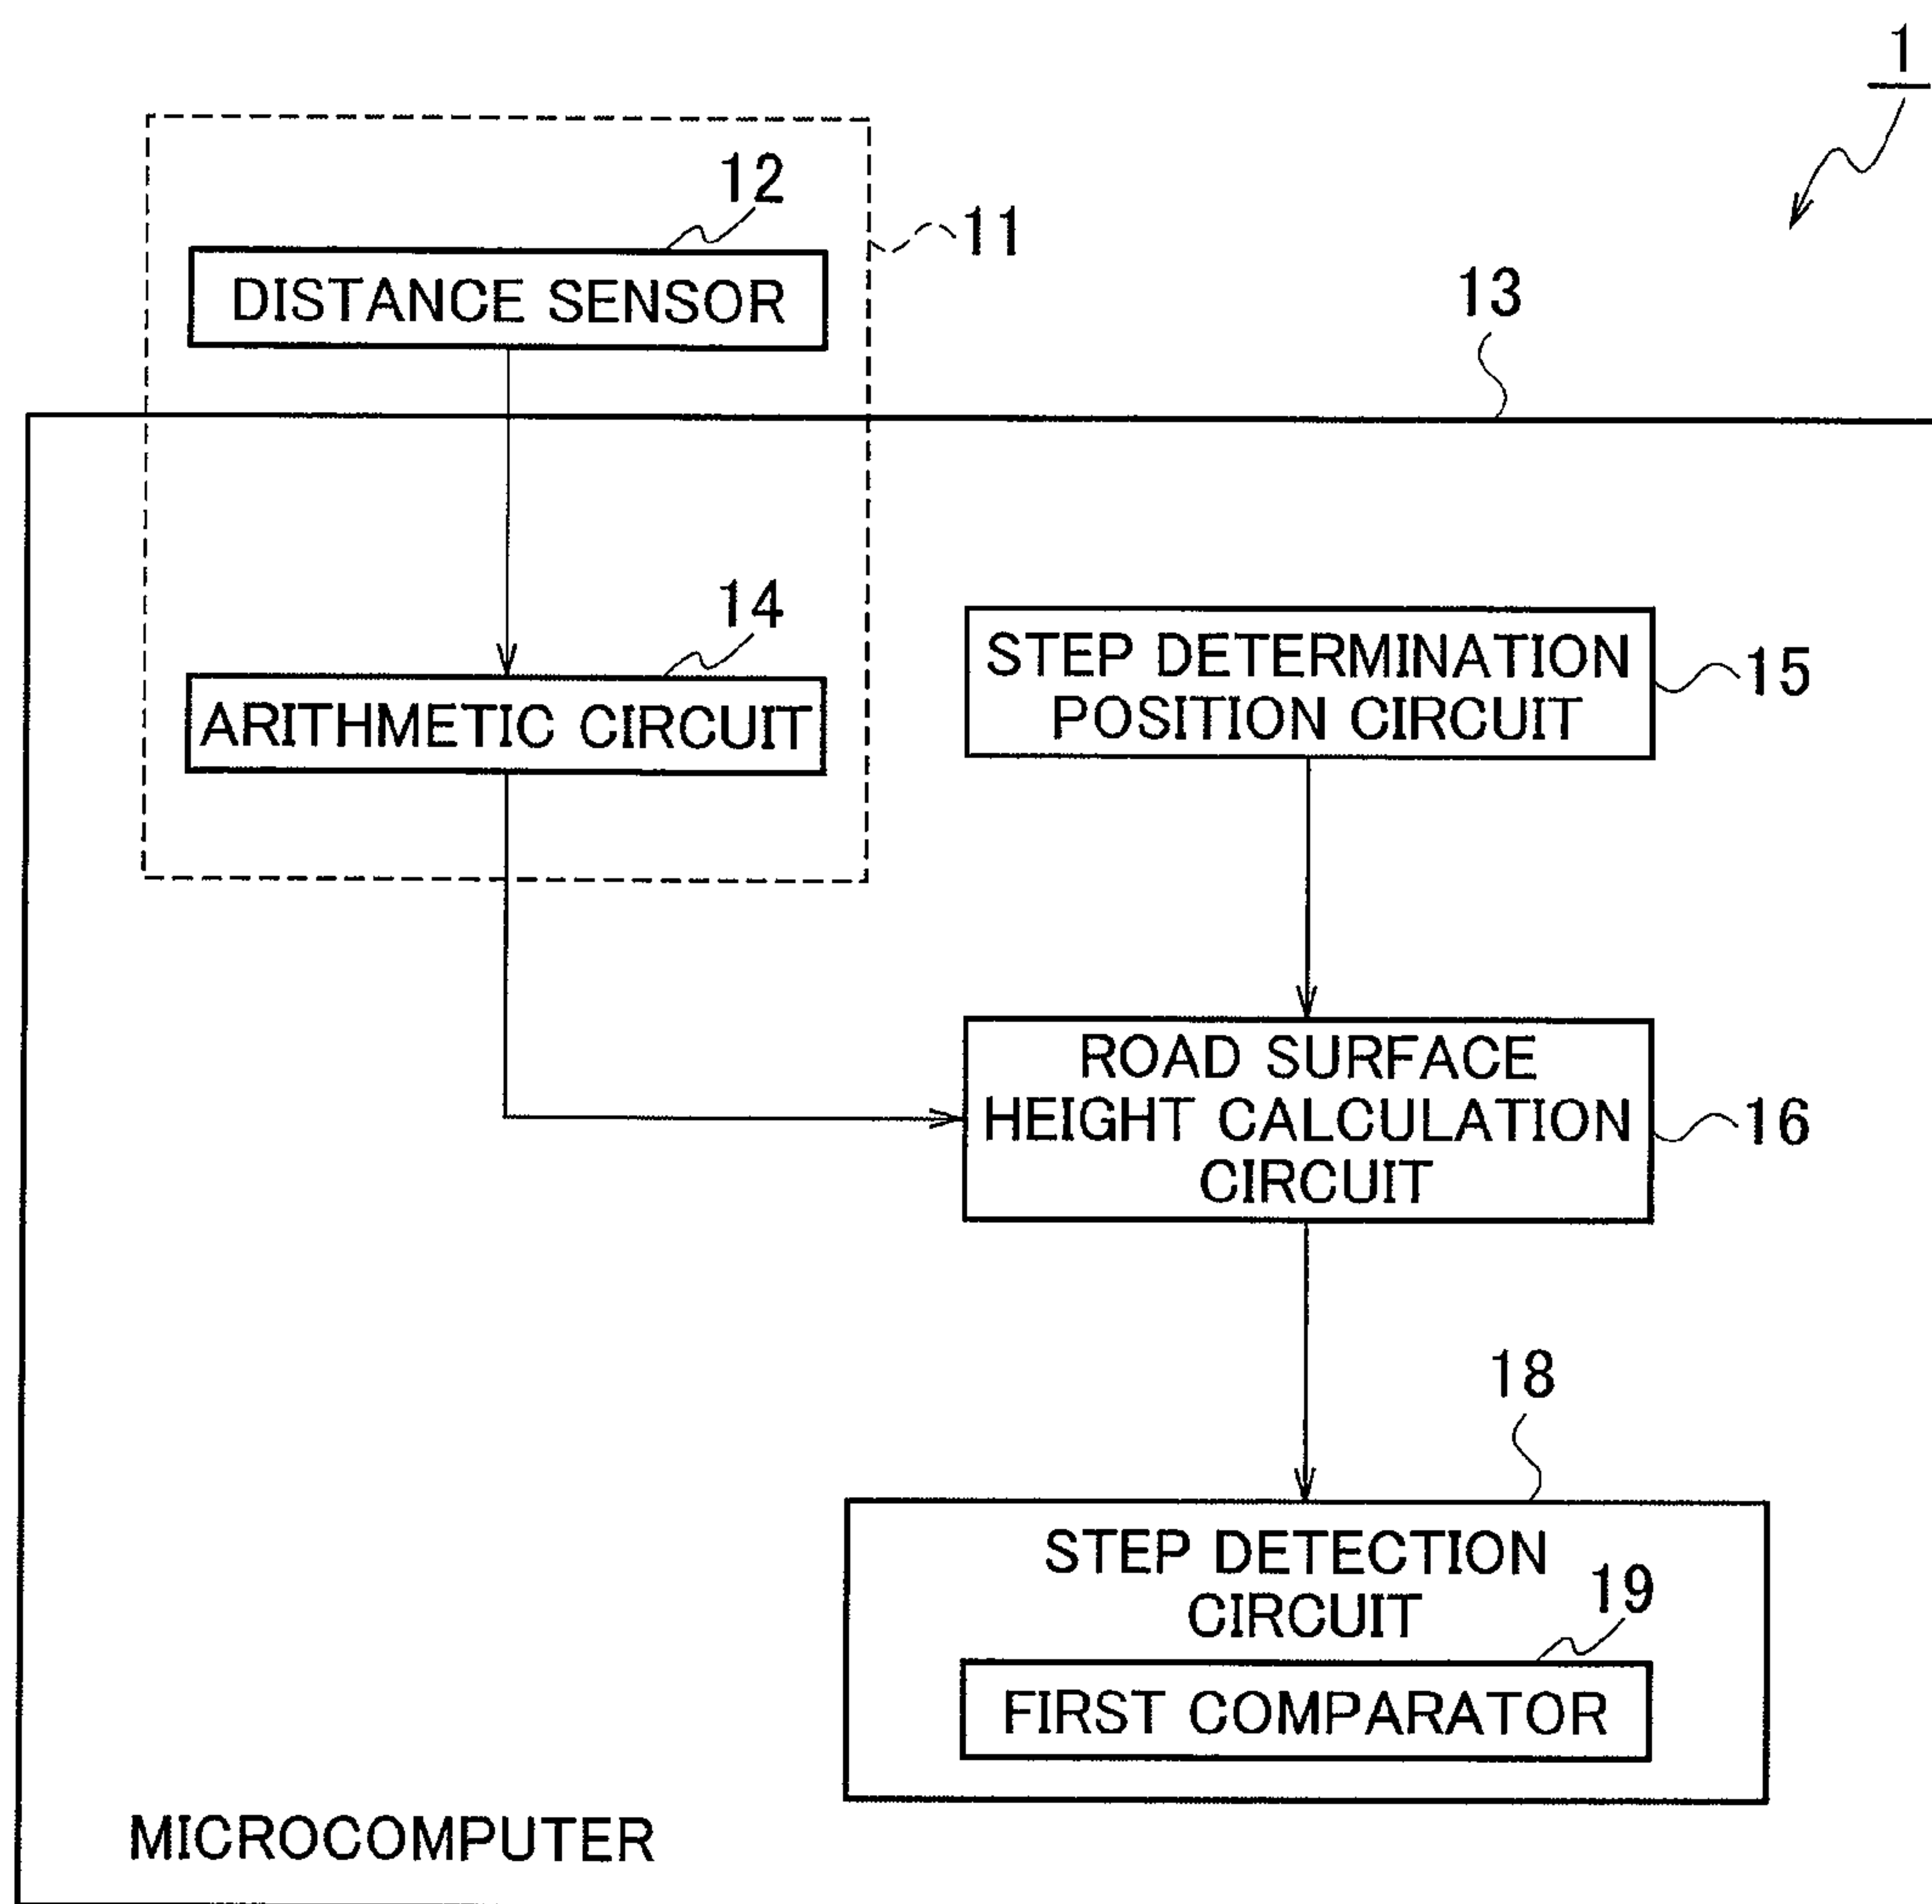 1
12
11
DISTANCE SENSOR
13
14
ARITHMETIC CIRCUIT
STEP DETERMINATION
POSITION CIRCUIT
15
ROAD SURFACE
HEIGHT CALCULATION
CIRCUIT
16
18
STEP DETECTION
CIRCUIT
19
FIRST COMPARATOR
MICROCOMPUTER